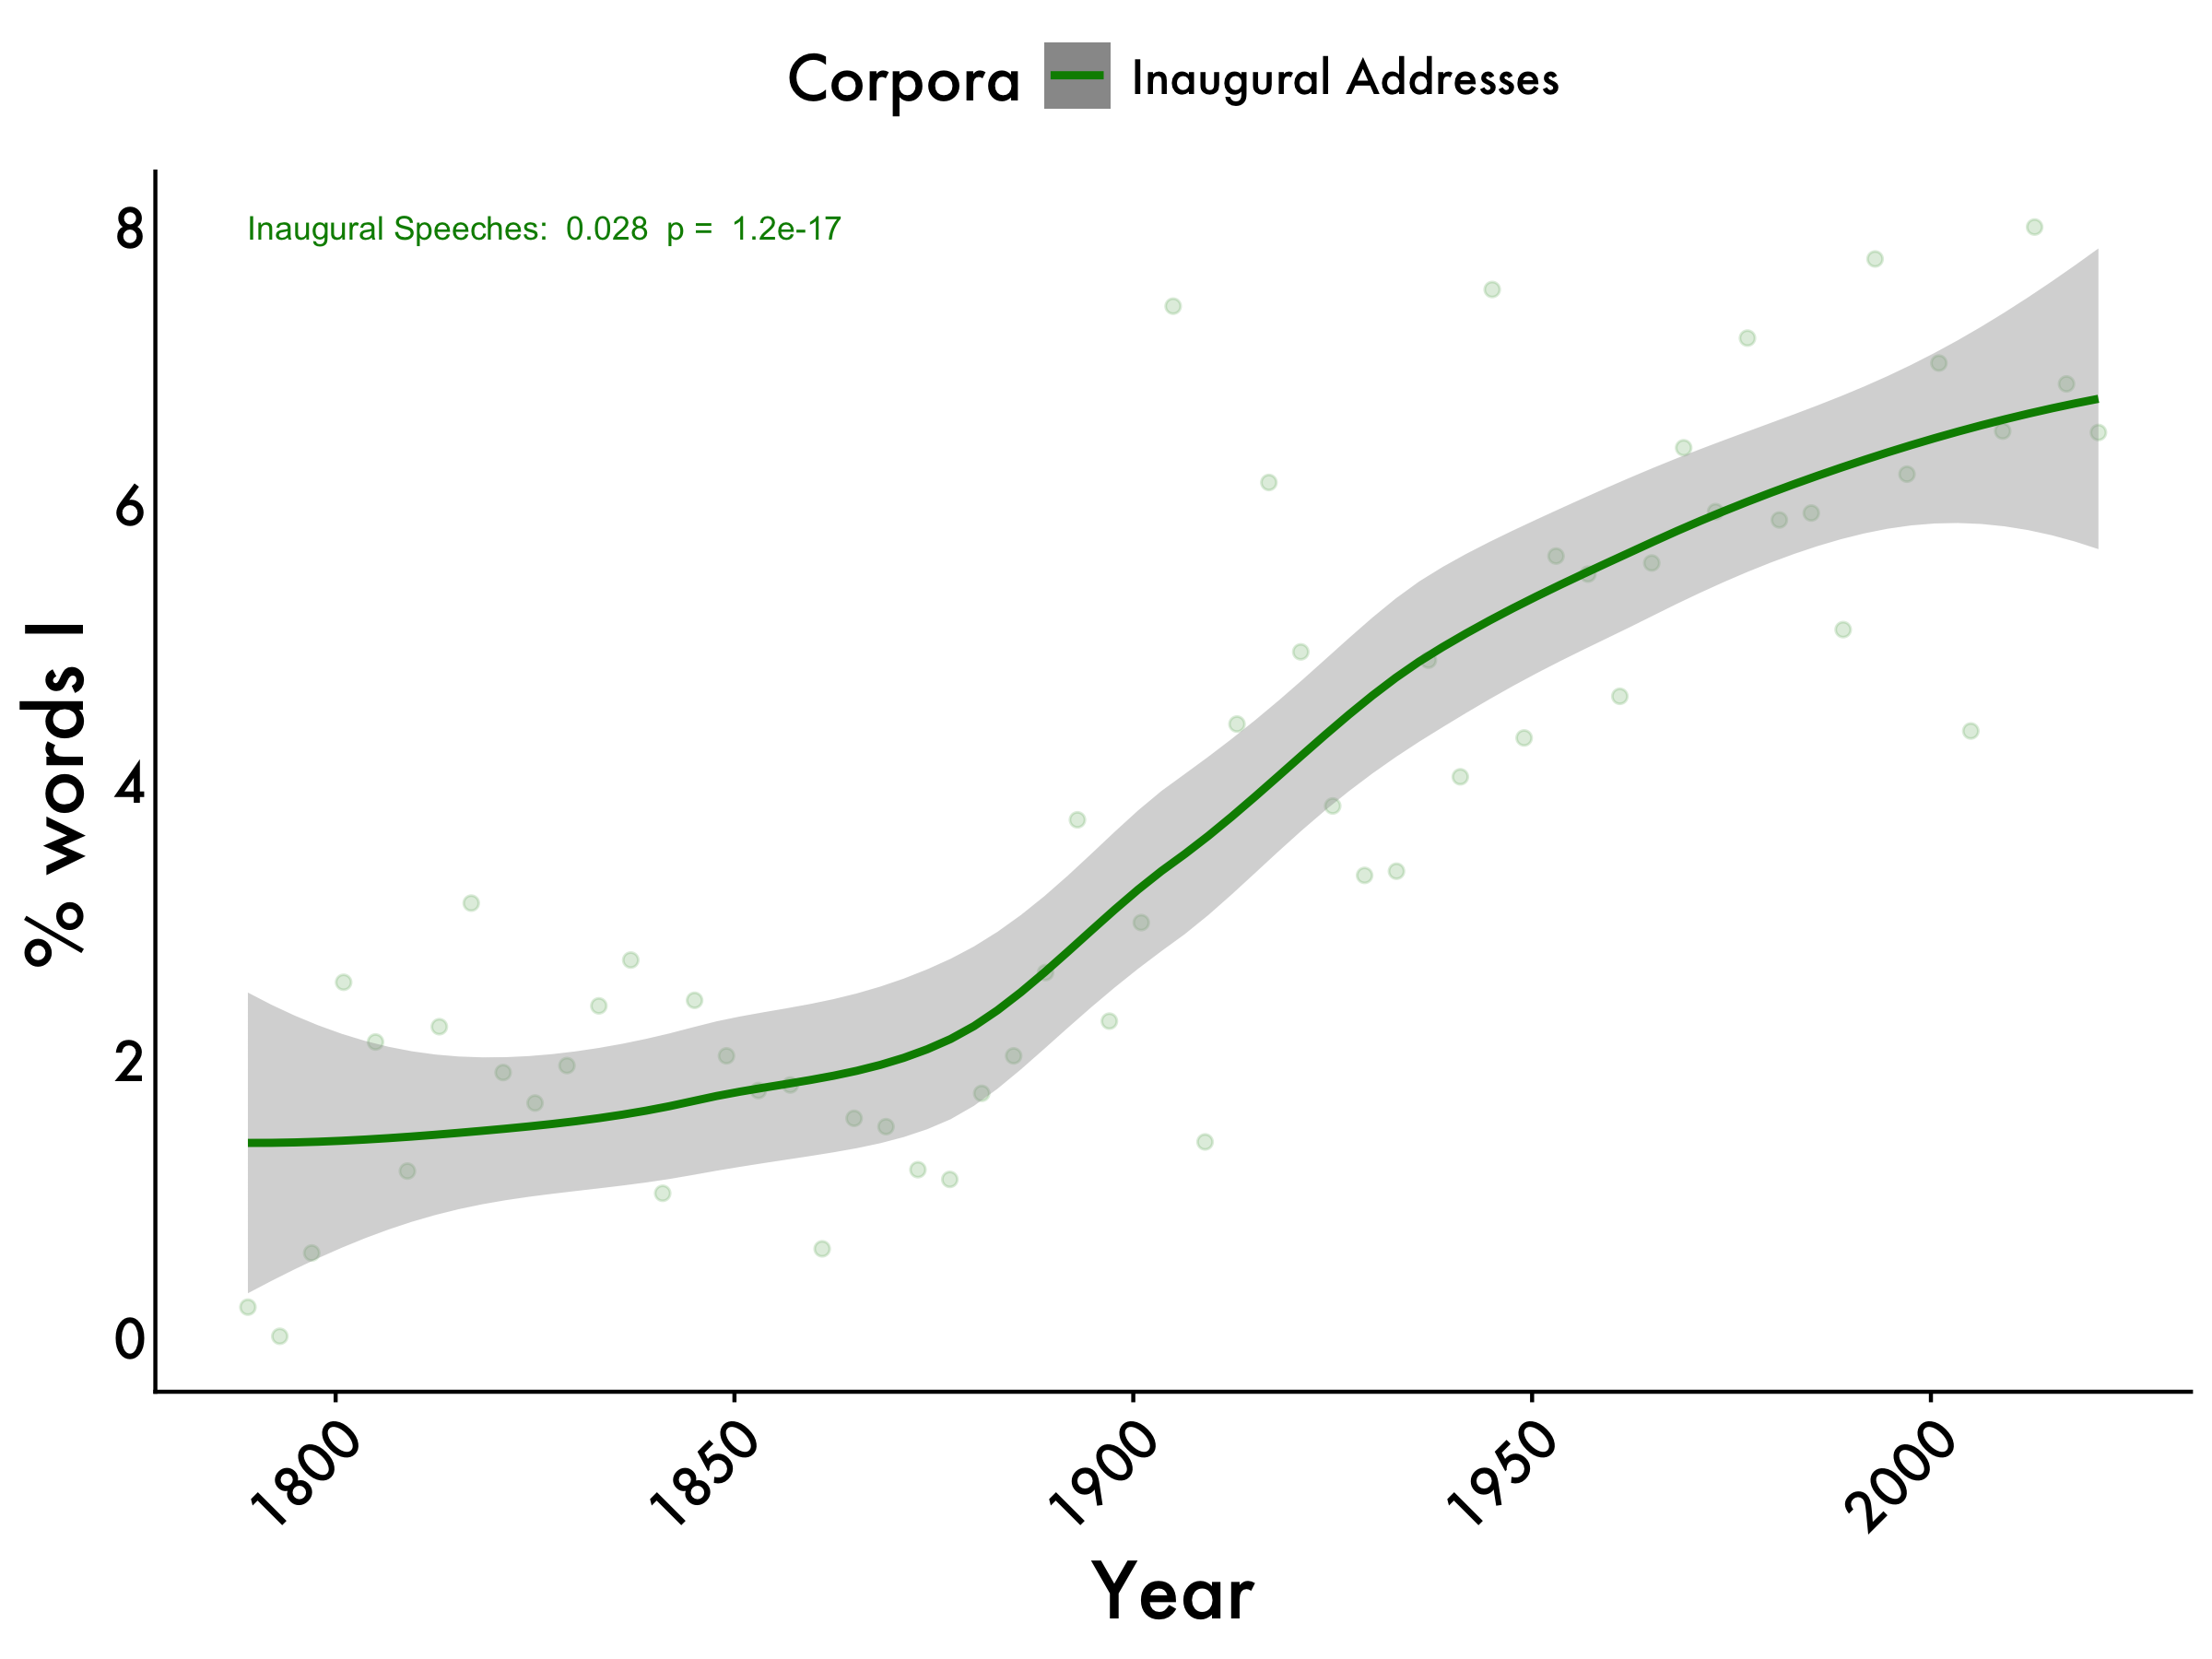 Corpora Inaugural Addresses
Inaugural Speeches: 0.028 p = 1.2e-17
8
6
4
2
0
% words I
1800 1850 1900 1950 2000
Year